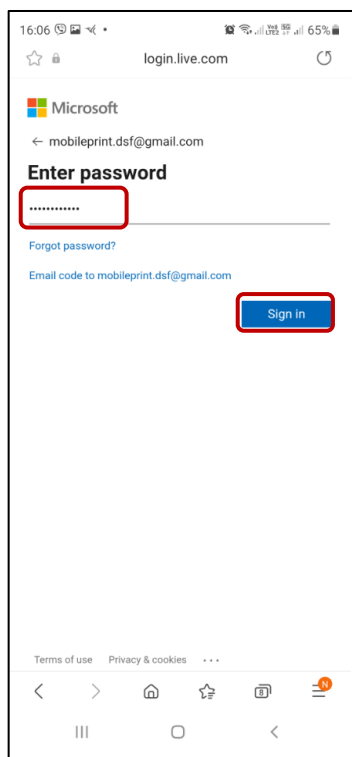 16:06 65%
login.live.com
Microsoft
← mobileprint.dsf@gmail.com
Enter password
••••••••••••
Forgot password?
Email code to mobileprint.dsf@gmail.com
Sign in
Terms of use Privacy & cookies ...
8 N